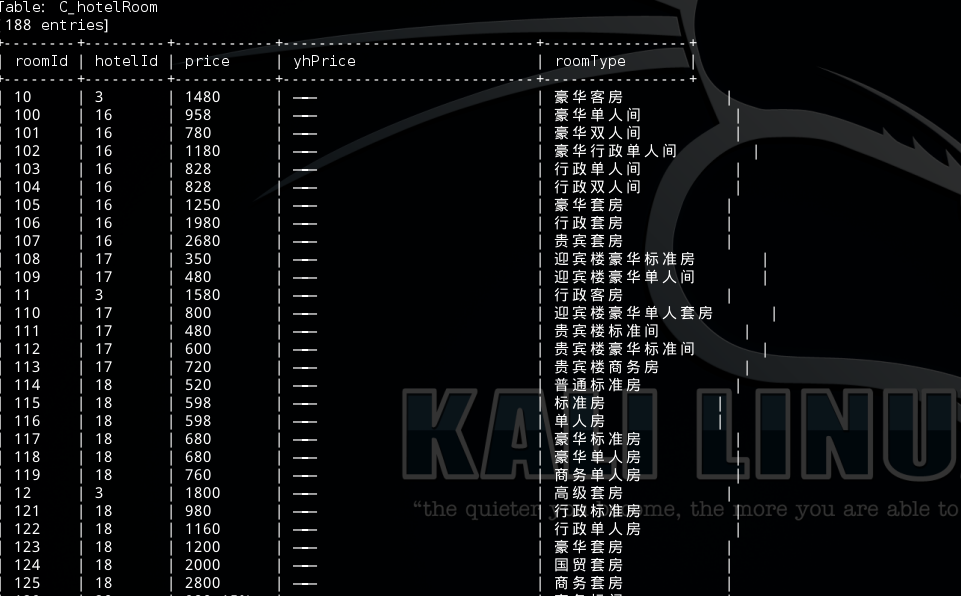 Table: C_hotelRoom
[188 entries]
| roomId | hotelId | price | yhPrice | roomType |
| 10 | 3 | 1480 | —— | 豪华客房 |
| 100 | 16 | 958 | —— | 豪华单人间 |
| 101 | 16 | 780 | —— | 豪华双人间 |
| 102 | 16 | 1180 | —— | 豪华行政单人间 |
| 103 | 16 | 828 | —— | 行政单人间 |
| 104 | 16 | 828 | —— | 行政双人间 |
| 105 | 16 | 1250 | —— | 豪华套房 |
| 106 | 16 | 1980 | —— | 行政套房 |
| 107 | 16 | 2680 | —— | 贵宾套房 |
| 108 | 17 | 350 | —— | 迎宾楼豪华标准房 |
| 109 | 17 | 480 | —— | 迎宾楼豪华单人间 |
| 11 | 3 | 1580 | —— | 行政客房 |
| 110 | 17 | 800 | —— | 迎宾楼豪华单人套房 |
| 111 | 17 | 480 | —— | 贵宾楼标准间 |
| 112 | 17 | 600 | —— | 贵宾楼豪华标准间 |
| 113 | 17 | 720 | —— | 贵宾楼商务房 |
| 114 | 18 | 520 | —— | 普通标准房 |
| 115 | 18 | 598 | —— | 标准房 |
| 116 | 18 | 598 | —— | 单人房 |
| 117 | 18 | 680 | —— | 豪华标准房 |
| 118 | 18 | 680 | —— | 豪华单人房 |
| 119 | 18 | 760 | —— | 商务单人房 |
| 12 | 3 | 1800 | —— | 高级套房 |
| 121 | 18 | 980 | —— | 行政标准房 |
| 122 | 18 | 1160 | —— | 行政单人房 |
| 123 | 18 | 1200 | —— | 豪华套房 |
| 124 | 18 | 2000 | —— | 国贸套房 |
| 125 | 18 | 2800 | —— | 商务套房 |
KALI LINU
“the quieter you become, the more you are able to